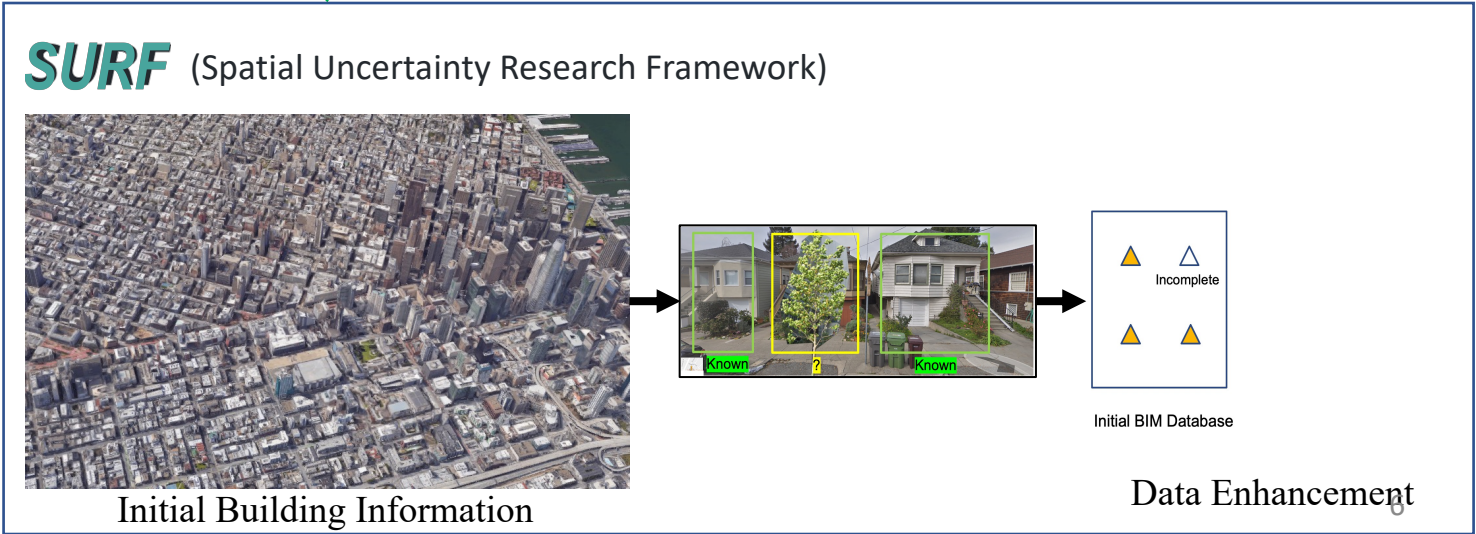 SURF (Spatial Uncertainty Research Framework)
Incomplete
Known
?
Known
Initial BIM Database
Data Enhancement
Initial Building Information
6